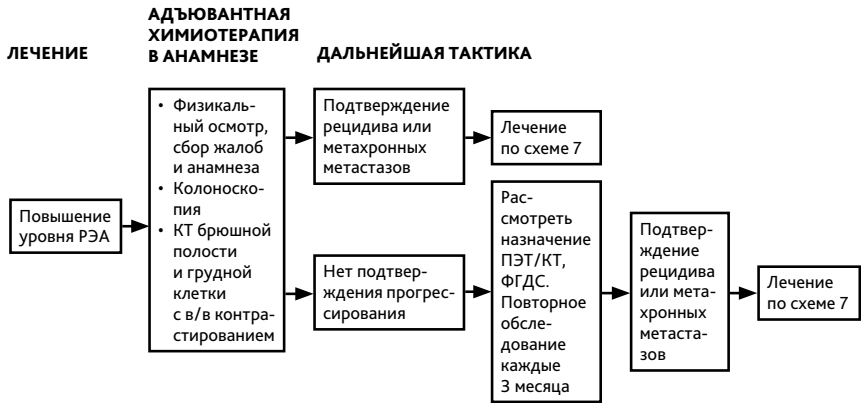 ЛЕЧЕНИЕ
АДЪЮВАНТНАЯ
ХИМИОТЕРАПИЯ
В АНАМНЕЗЕ
ДАЛЬНЕЙШАЯ ТАКТИКА
Повышение
уровня РЭА
• Физикаль-
ный осмотр,
сбор жалоб
и анамнеза
• Колоноско-
пия
• КТ брюшной
полости
и грудной
клетки
с в/в контра-
стированием
Подтверждение
рецидива или
метахронных
метастазов
Лечение
по схеме 7
Нет подтвер-
ждения прогрес-
сирования
Рас-
смотреть
назначение
ПЭТ/КТ,
ФГДС.
Повторное
обсле-
дование
каждые
3 месяца
Подтвер-
ждение
рецидива
или мета-
хронных
метаста-
зов
Лечение
по схеме 7